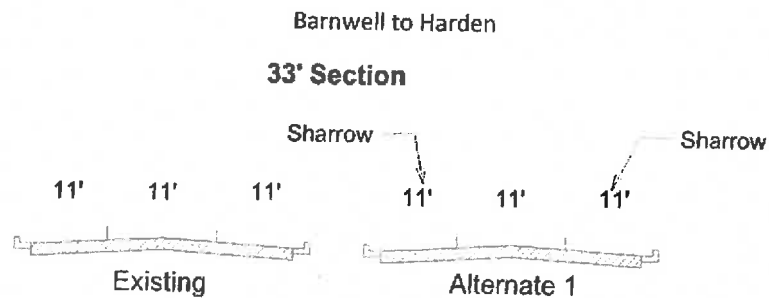 Barnwell to Harden
33' Section
Sharrow Sharrow
11' 11' 11' 11' 11' 11'
Existing Alternate 1